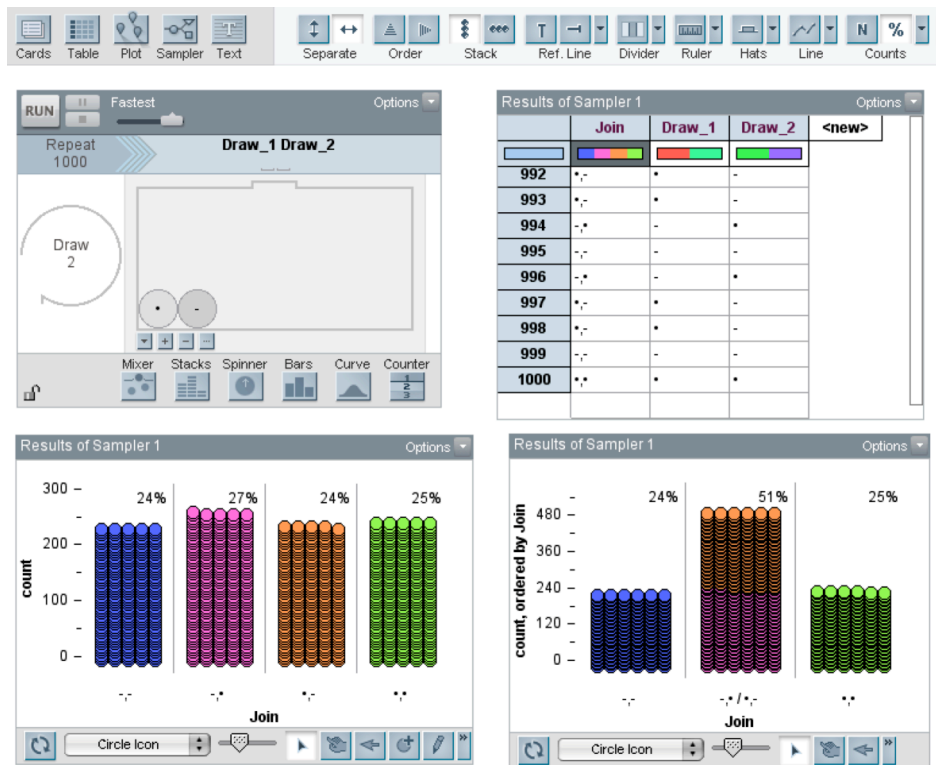 Cards Table Plot Sampler Text Separate Order Stack Ref. Line Divider Ruler Hats Line Counts
T N %
RUN Fastest Options
Repeat
1000
Draw_1 Draw_2
Draw
2
• -
+ −
Mixer Stacks Spinner Bars Curve Counter
1
2
3
Results of Sampler 1 Options
Join Draw_1 Draw_2 <new>
992 •,- • -
993 •,- • -
994 -,• - •
995 -,- - -
996 -,• - •
997 •,- • -
998 •,- • -
999 -,- - -
1000 •,• • •
Results of Sampler 1 Options
300
24% 27% 24% 25%
200
count
100
0
-,- -,• •,- •,•
Join
Circle Icon
Results of Sampler 1 Options
24% 51% 25%
480
360
count, ordered by Join
240
120
0
-,- -,• / •,- •,•
Join
Circle Icon